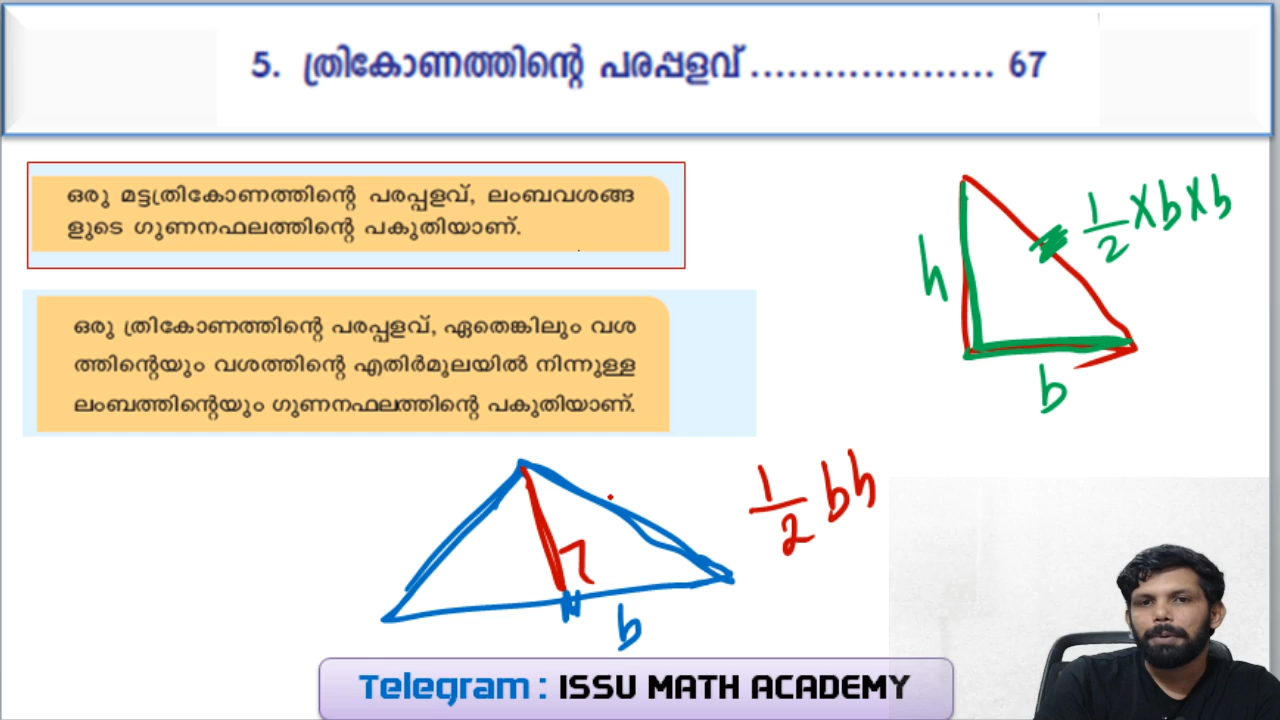 5. ത്രികോണത്തിന്റെ പരപ്പളവ് ..................... 67
ഒരു മട്ടത്രികോണത്തിന്റെ പരപ്പളവ്, ലംബവശങ്ങ
ളുടെ ഗുണനഫലത്തിന്റെ പകുതിയാണ്.
h
1/2 X b X h
b
ഒരു ത്രികോണത്തിന്റെ പരപ്പളവ്, ഏതെങ്കിലും വശ
ത്തിന്റെയും വശത്തിന്റെ എതിർമൂലയിൽ നിന്നുള്ള
ലംബത്തിന്റെയും ഗുണനഫലത്തിന്റെ പകുതിയാണ്.
1/2 bh
b
Telegram : ISSU MATH ACADEMY